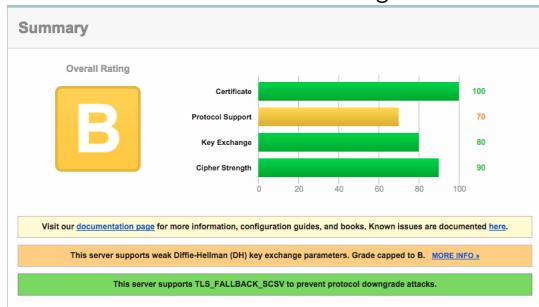 Summary
Overall Rating
B
Certificate 100
Protocol Support 70
Key Exchange 80
Cipher Strength 90
0 20 40 60 80 100
Visit our documentation page for more information, configuration guides, and books. Known issues are documented here.
This server supports weak Diffie-Hellman (DH) key exchange parameters. Grade capped to B. MORE INFO »
This server supports TLS_FALLBACK_SCSV to prevent protocol downgrade attacks.